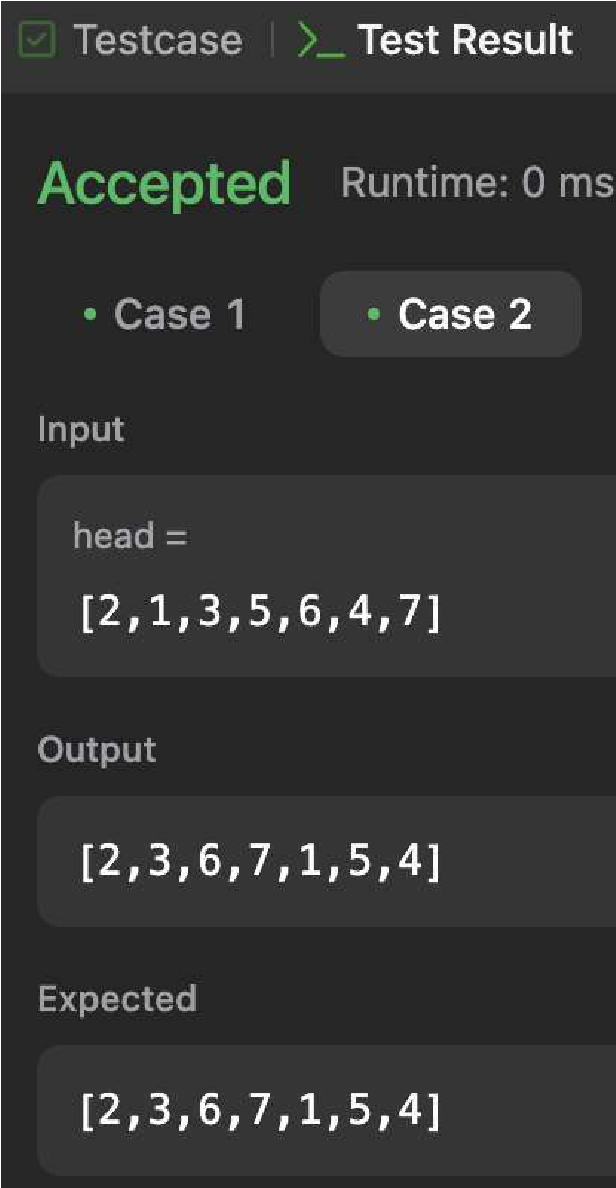 Testcase | >_ Test Result
Accepted Runtime: 0 ms
• Case 1 • Case 2
Input
head =
[2,1,3,5,6,4,7]
Output
[2,3,6,7,1,5,4]
Expected
[2,3,6,7,1,5,4]